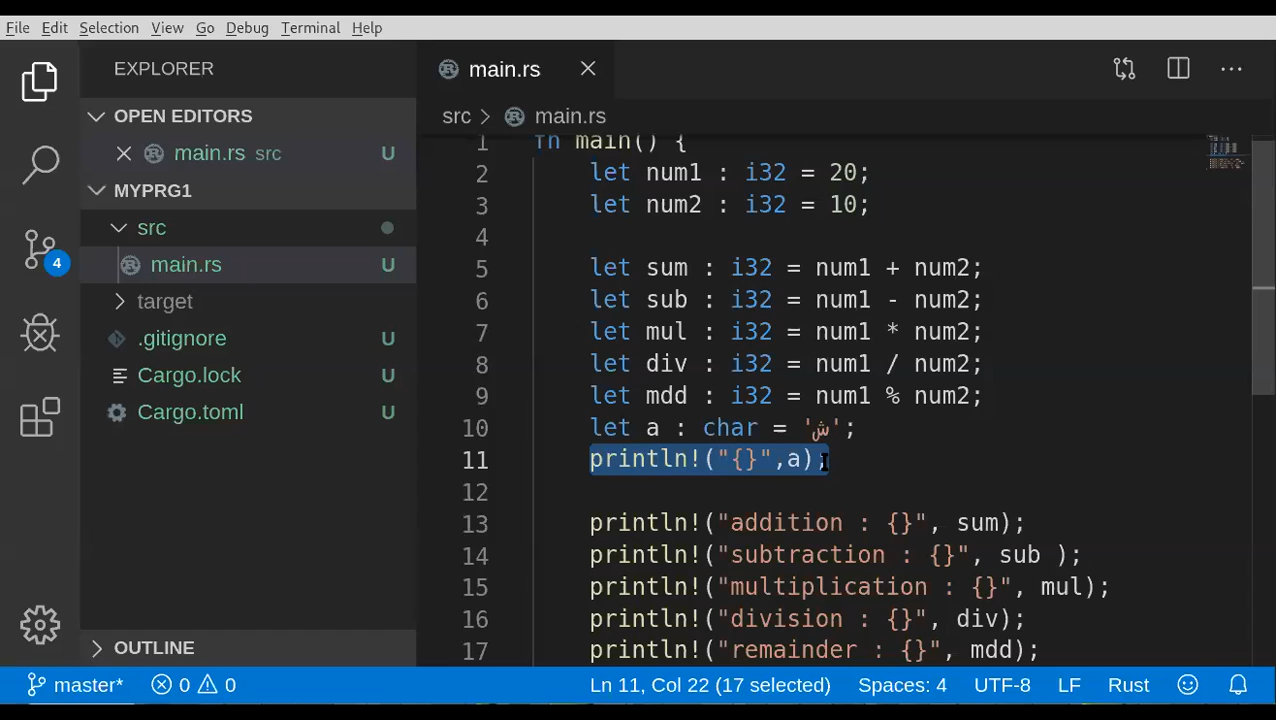 File Edit Selection View Go Debug Terminal Help
EXPLORER
OPEN EDITORS
main.rs src U
MYPRG1
src
main.rs U
target
.gitignore U
Cargo.lock U
Cargo.toml U
OUTLINE
4
main.rs
src main.rs
1 fn main() {
2 let num1 : i32 = 20;
3 let num2 : i32 = 10;
4
5 let sum : i32 = num1 + num2;
6 let sub : i32 = num1 - num2;
7 let mul : i32 = num1 * num2;
8 let div : i32 = num1 / num2;
9 let mdd : i32 = num1 % num2;
10 let a : char = 'ش';
11 println!("{}",a);
12
13 println!("addition : {}", sum);
14 println!("subtraction : {}", sub );
15 println!("multiplication : {}", mul);
16 println!("division : {}", div);
17 println!("remainder : {}", mdd);
master* 0 0 Ln 11, Col 22 (17 selected) Spaces: 4 UTF-8 LF Rust